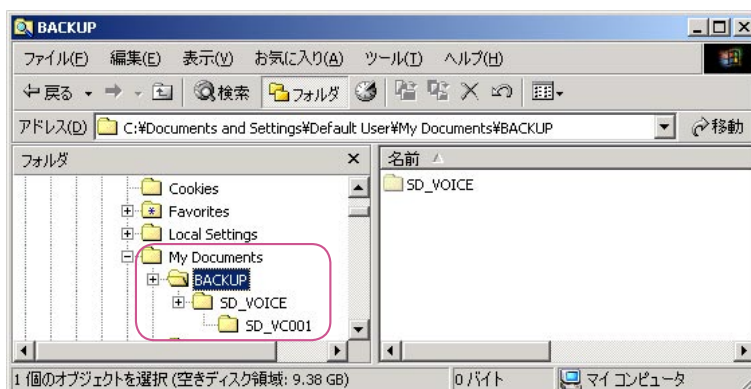 BACKUP
ファイル(F) 編集(E) 表示(V) お気に入り(A) ツール(T) ヘルプ(H)
戻る 検索 フォルダ
アドレス(D) C:¥Documents and Settings¥Default User¥My Documents¥BACKUP 移動
フォルダ × 名前
Cookies SD_VOICE
Favorites
Local Settings
My Documents
BACKUP
SD_VOICE
SD_VC001
1 個のオブジェクトを選択 (空きディスク領域: 9.38 GB) 0 バイト マイ コンピュータ